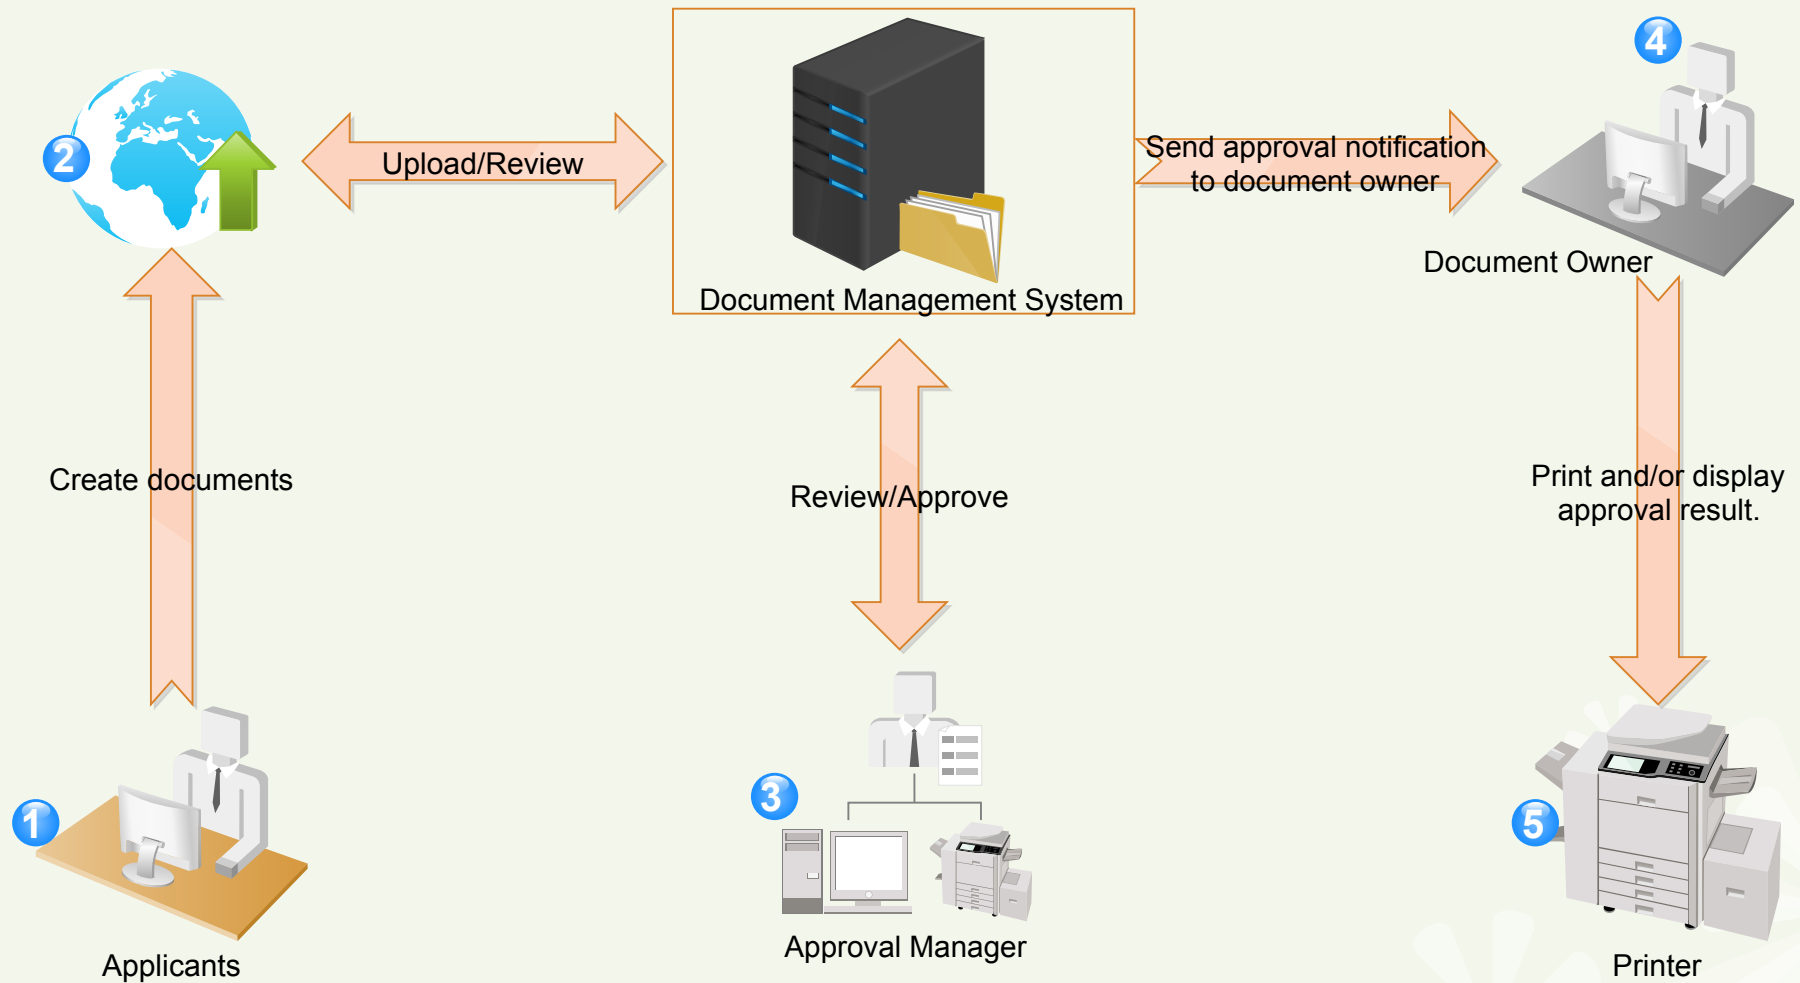 4
2
Upload/Review
Send approval notification
to document owner
Document Owner
Document Management System
Create documents
Review/Approve
Print and/or display
approval result.
1
3
5
Applicants
Approval Manager
Printer